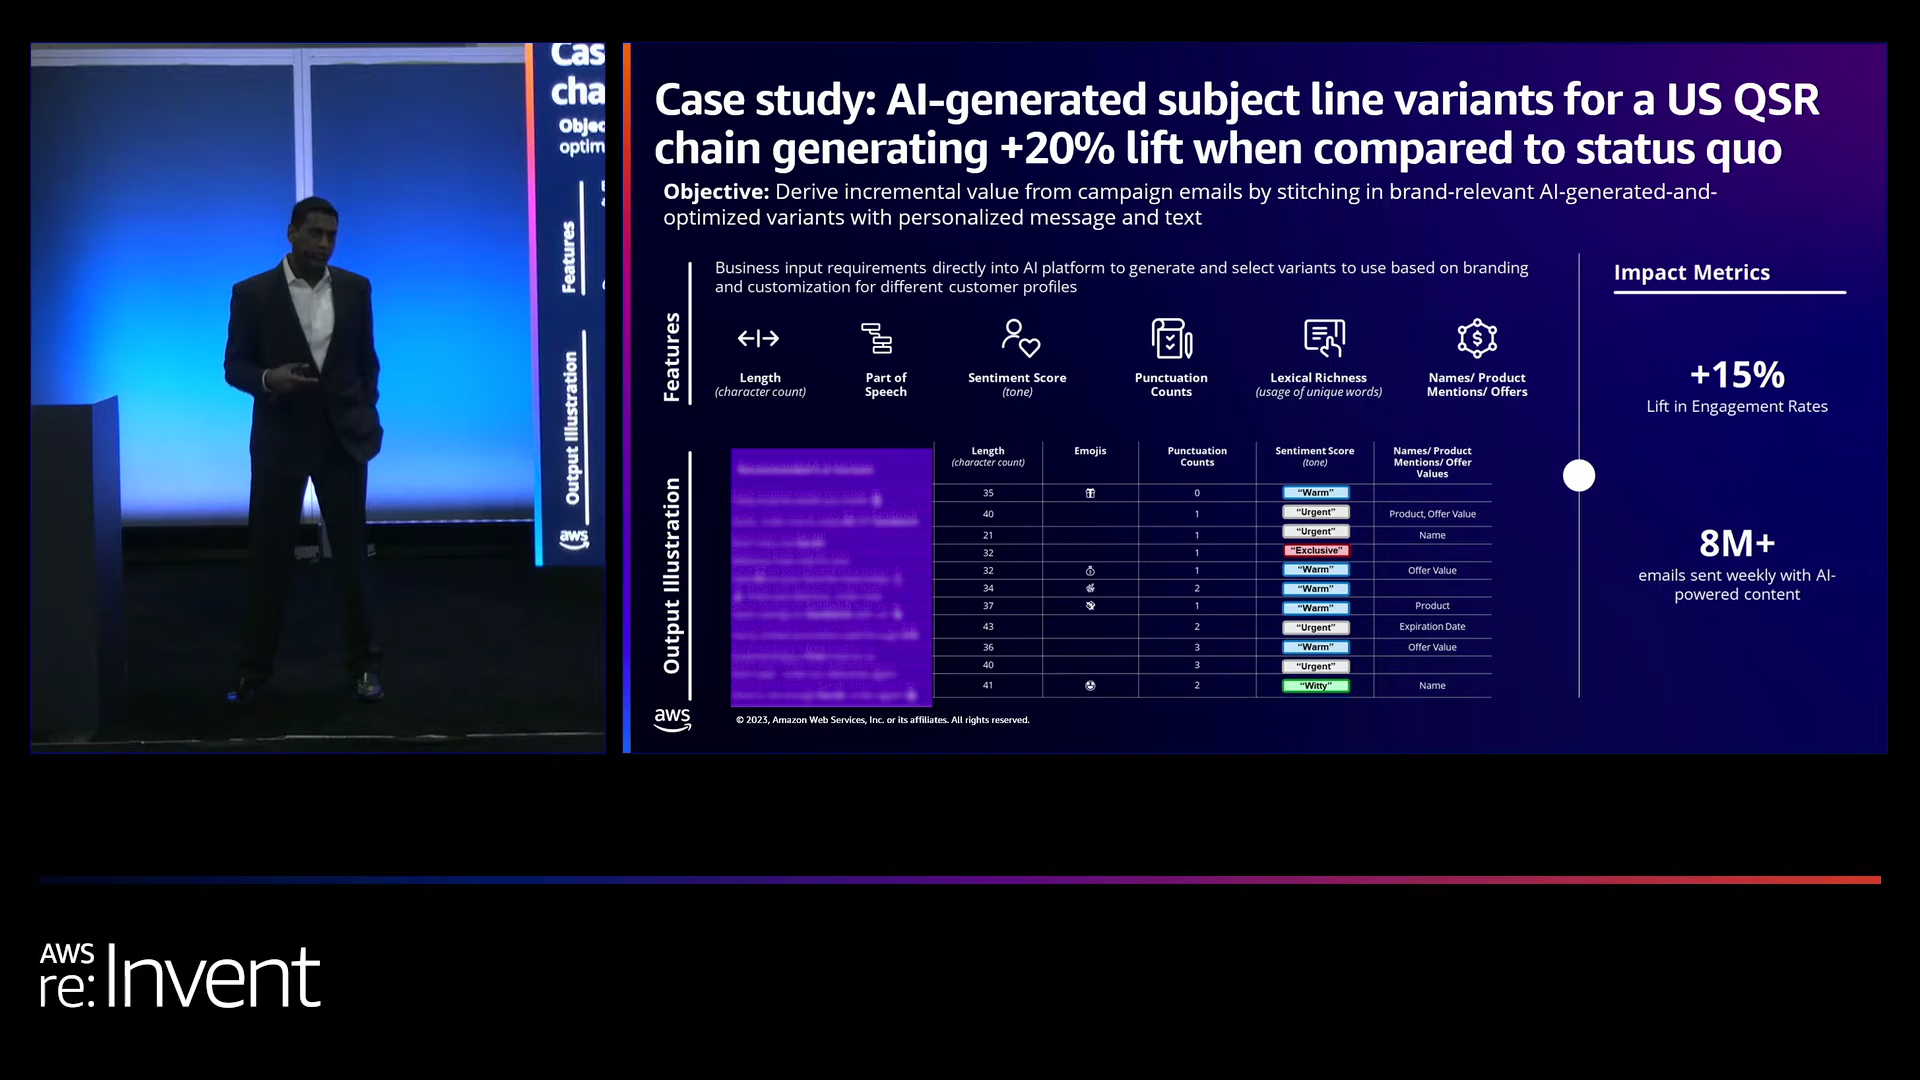 Cas
cha
Objec
optim
Features
Output Illustration
aws
Case study: AI-generated subject line variants for a US QSR
chain generating +20% lift when compared to status quo
Objective: Derive incremental value from campaign emails by stitching in brand-relevant AI-generated-and-
optimized variants with personalized message and text
Features
Business input requirements directly into AI platform to generate and select variants to use based on branding
and customization for different customer profiles
Length
(character count)
Part of
Speech
Sentiment Score
(tone)
Punctuation
Counts
Lexical Richness
(usage of unique words)
Names/ Product
Mentions/ Offers
Output Illustration
Length
(character count)
Emojis
Punctuation
Counts
Sentiment Score
(tone)
Names/ Product
Mentions/ Offer
Values
35 0 “Warm”
40 1 “Urgent” Product, Offer Value
21 1 “Urgent” Name
32 1 “Exclusive”
32 1 “Warm” Offer Value
34 2 “Warm”
37 1 “Warm” Product
43 2 “Urgent” Expiration Date
36 3 “Warm” Offer Value
40 3 “Urgent”
41 2 “Witty” Name
Impact Metrics
+15%
Lift in Engagement Rates
8M+
emails sent weekly with AI-
powered content
aws
© 2023, Amazon Web Services, Inc. or its affiliates. All rights reserved.
AWS
re:Invent